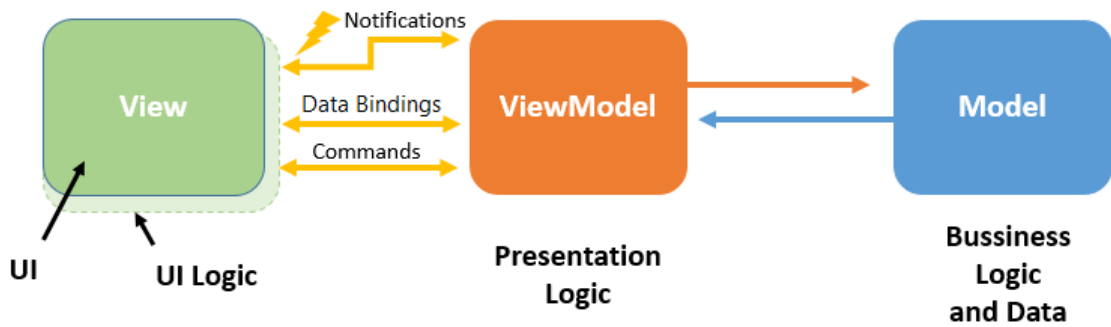 Notifications
View
Data Bindings
ViewModel
Model
Commands
UI
UI Logic
Presentation
Logic
Bussiness
Logic
and Data